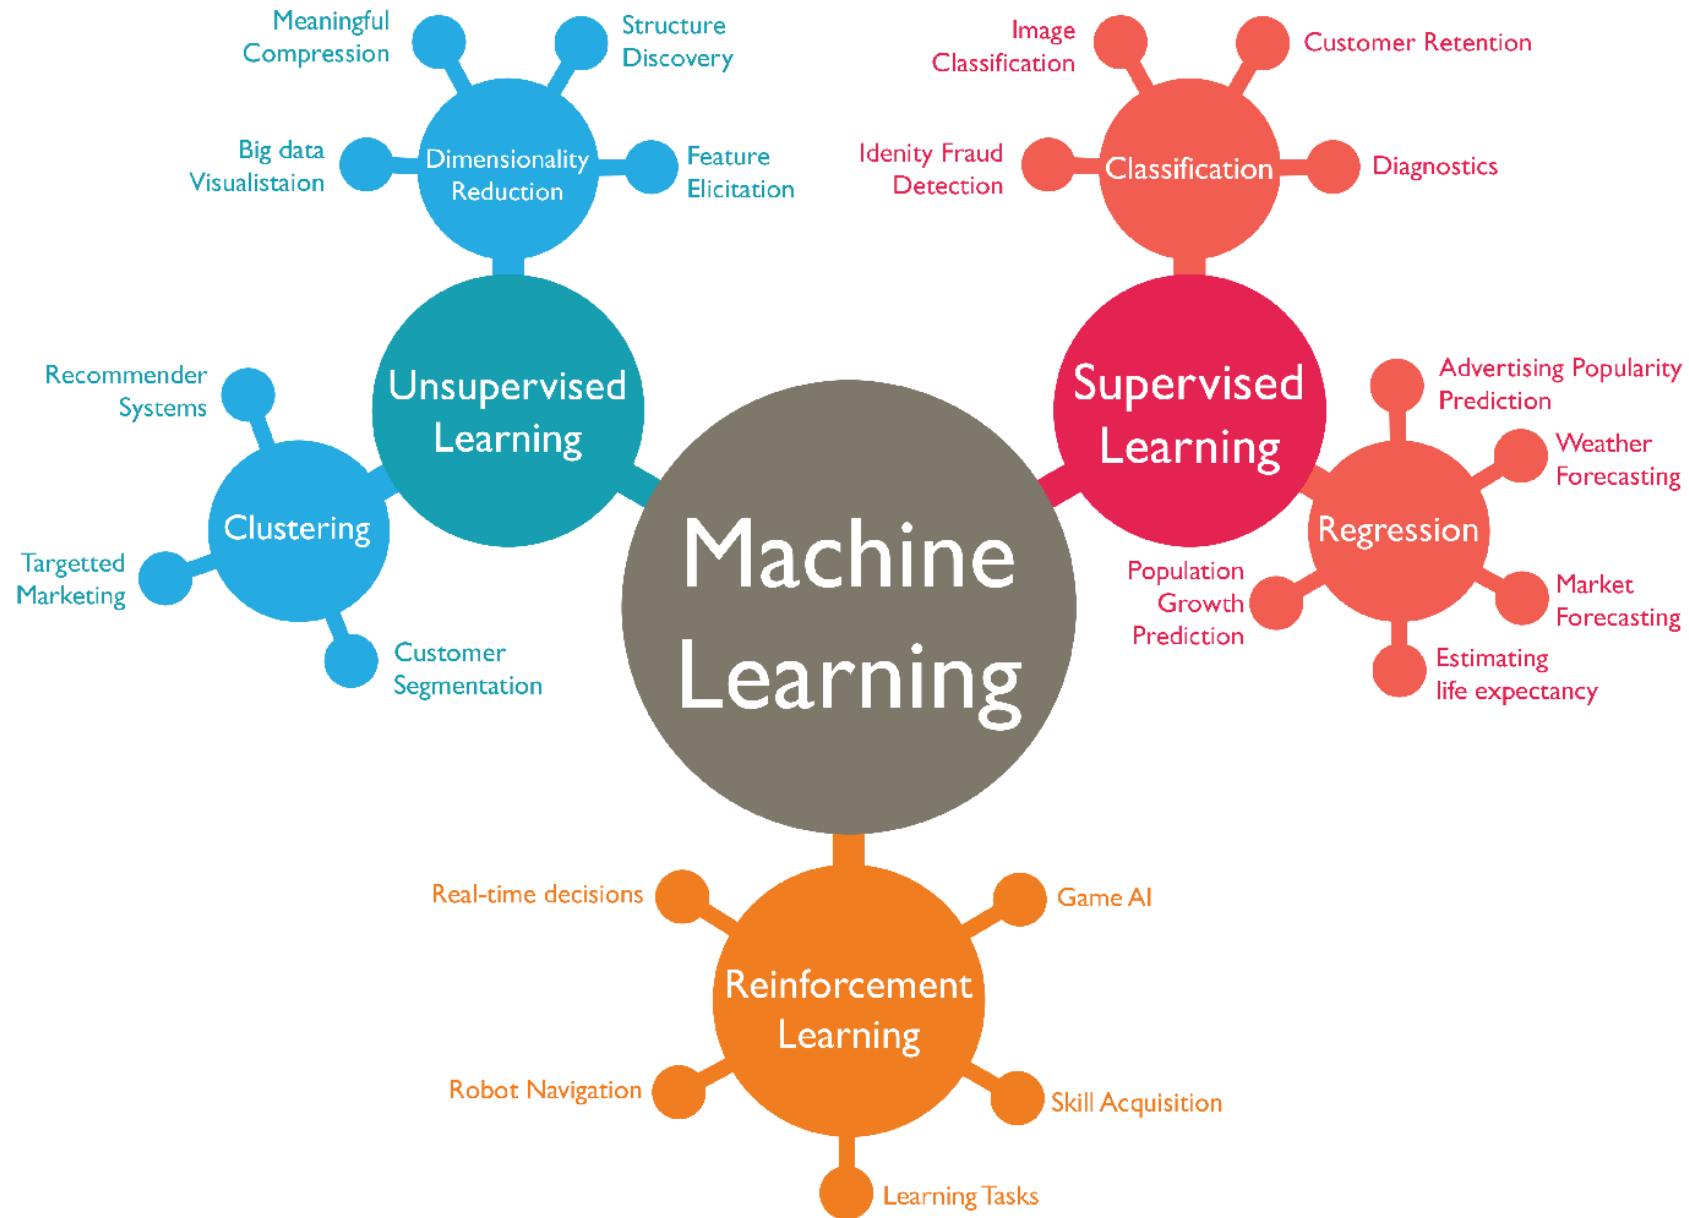 Meaningful
Compression
Structure
Discovery
Big data
Visualistaion
Dimensionality
Reduction
Feature
Elicitation
Image
Classification
Customer Retention
Idenity Fraud
Detection
Classification
Diagnostics
Recommender
Systems
Unsupervised
Learning
Clustering
Targetted
Marketing
Customer
Segmentation
Machine
Learning
Supervised
Learning
Advertising Popularity
Prediction
Weather
Forecasting
Regression
Population
Growth
Prediction
Market
Forecasting
Estimating
life expectancy
Real-time decisions
Game AI
Reinforcement
Learning
Robot Navigation
Skill Acquisition
Learning Tasks